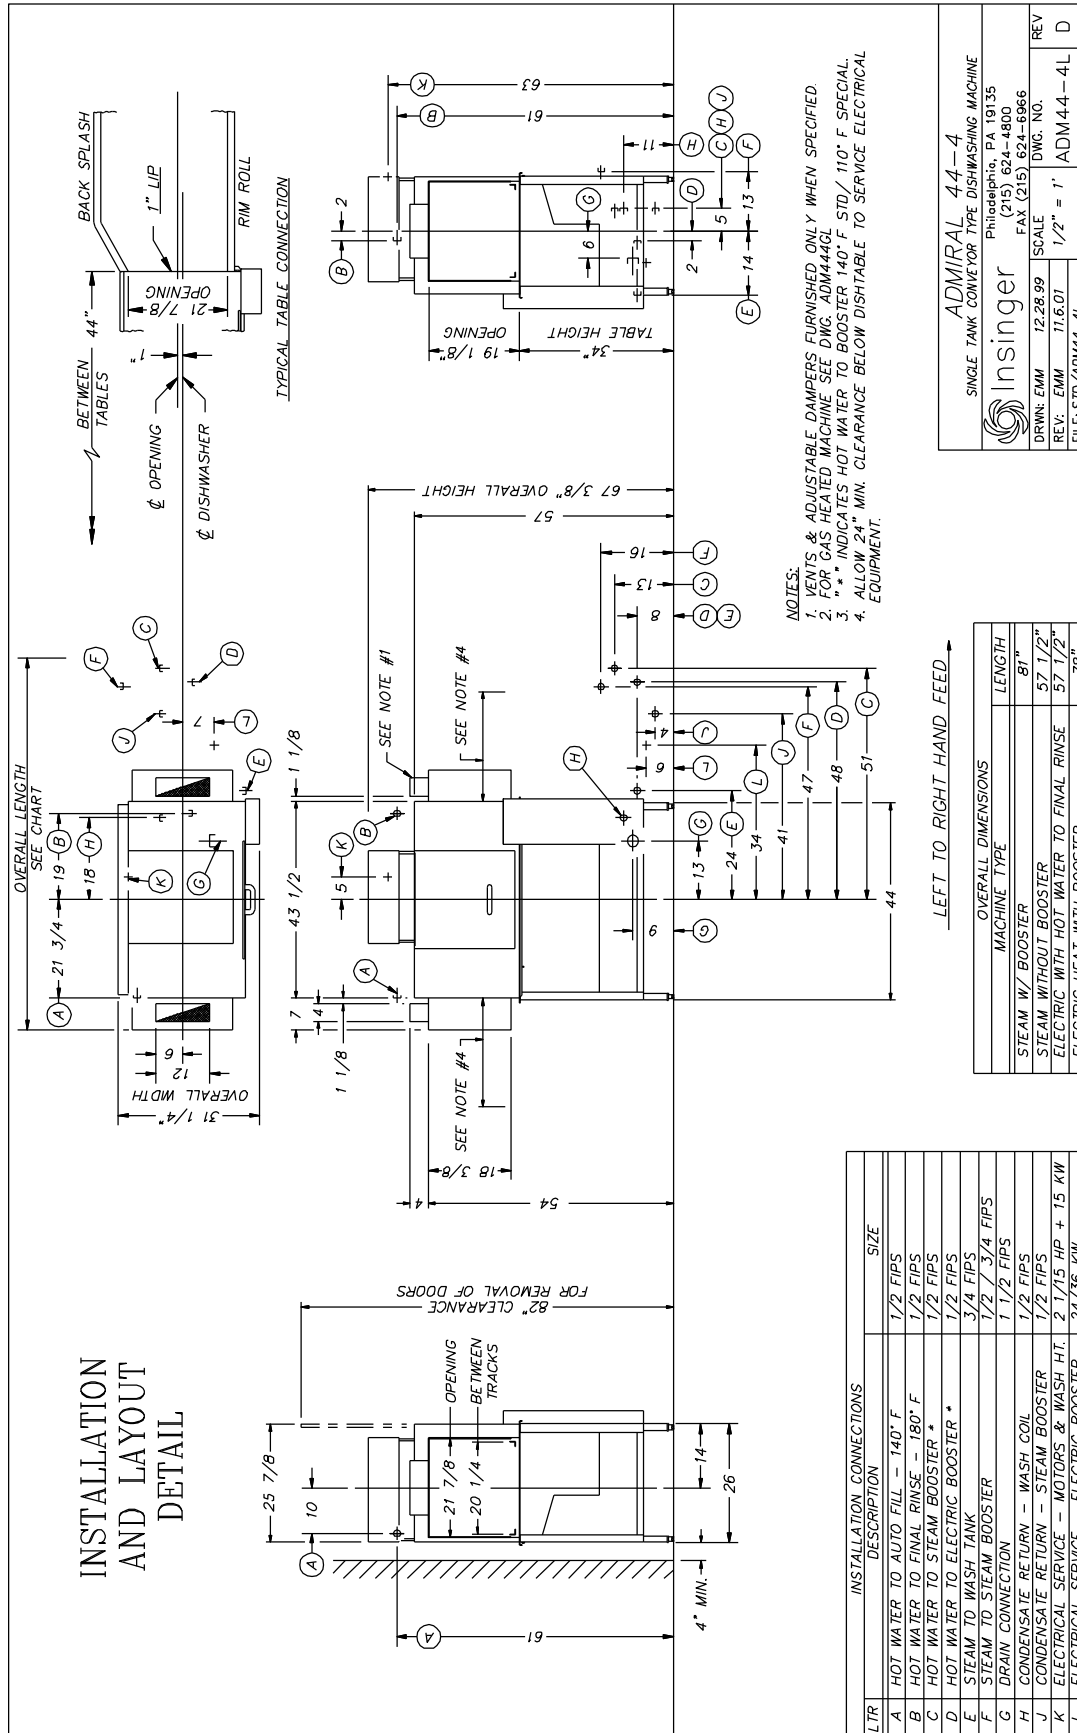 INSTALLATION
AND LAYOUT
DETAIL
OVERALL LENGTH
SEE CHART
A
21 3/4
19
B
18
H
K
G
J
F
C
D
7
L
E
6
12
31 1/4"
OVERALL WIDTH
BETWEEN
TABLES
44"
BACK SPLASH
1" LIP
21 7/8
OPENING
1"
RIM ROLL
℄ OPENING
℄ DISHWASHER
TYPICAL TABLE CONNECTION
25 7/8
10
A
61
A
21 7/8
OPENING
20 1/4
BETWEEN
TRACKS
82" CLEARANCE
FOR REMOVAL OF DOORS
14
26
4" MIN.
1 1/8
7
4
43 1/2
5
K
1 1/8
A
B
SEE NOTE #1
SEE NOTE #4
SEE NOTE #4
18 3/8
4
54
67 3/8" OVERALL HEIGHT
57
H
9
G
13
G
24
E
34
L
41
J
47
F
48
D
51
C
44
6
L
4
J
8
D
E
13
C
16
F
B
2
63
K
61
B
19 1/8"
OPENING
34"
TABLE HEIGHT
6
G
11
H
E
14
2
D
5
C
H
J
13
F
NOTES:
1. VENTS & ADJUSTABLE DAMPERS FURNISHED ONLY WHEN SPECIFIED.
2. FOR GAS HEATED MACHINE SEE DWG. ADM444GL
3. "*" INDICATES HOT WATER TO BOOSTER 140° F STD/ 110° F SPECIAL.
4. ALLOW 24" MIN. CLEARANCE BELOW DISHTABLE TO SERVICE ELECTRICAL
EQUIPMENT.
LEFT TO RIGHT HAND FEED
INSTALLATION CONNECTIONS
LTR DESCRIPTION SIZE
A HOT WATER TO AUTO FILL - 140° F 1/2 FIPS
B HOT WATER TO FINAL RINSE - 180° F 1/2 FIPS
C HOT WATER TO STEAM BOOSTER * 1/2 FIPS
D HOT WATER TO ELECTRIC BOOSTER * 1/2 FIPS
E STEAM TO WASH TANK 3/4 FIPS
F STEAM TO STEAM BOOSTER 1/2 / 3/4 FIPS
G DRAIN CONNECTION 1 1/2 FIPS
H CONDENSATE RETURN - WASH COIL 1/2 FIPS
J CONDENSATE RETURN - STEAM BOOSTER 1/2 FIPS
K ELECTRICAL SERVICE - MOTORS & WASH HT. 2 1/15 HP + 15 KW
L ELECTRICAL SERVICE - ELECTRIC BOOSTER 24/36 KW
OVERALL DIMENSIONS
MACHINE TYPE LENGTH
STEAM W/ BOOSTER 81"
STEAM WITHOUT BOOSTER 57 1/2"
ELECTRIC WITH HOT WATER TO FINAL RINSE 57 1/2"
ELECTRIC HEAT WITH BOOSTER 78"
ADMIRAL 44-4
SINGLE TANK CONVEYOR TYPE DISHWASHING MACHINE
Insinger
Philadelphia, PA 19135
(215) 624-4800
FAX (215) 624-6966
DRWN: EMM 12.28.99
REV: EMM 11.6.01
SCALE
1/2" = 1'
DWG. NO.
ADM44-4L
REV
D